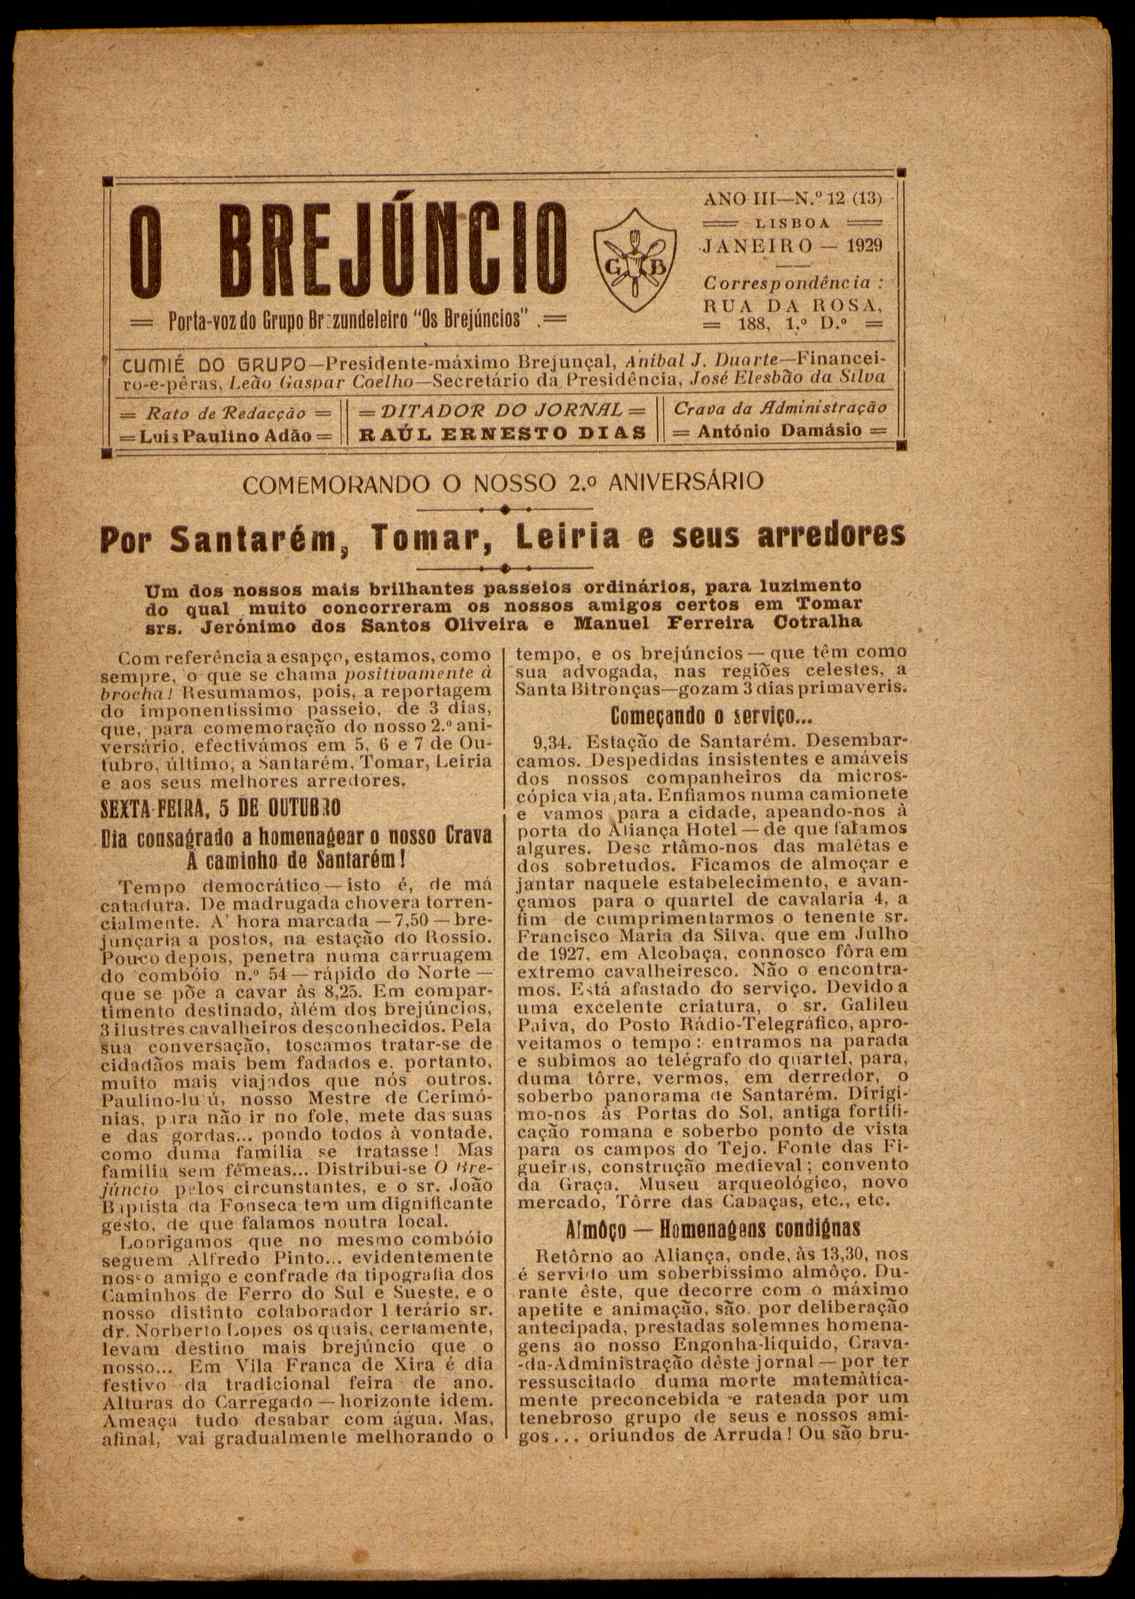 O BREJÚNCIO
= Porta-voz do Grupo Brazundeleiro "Os Brejúncios". =
G B
ANO III—N.º 12 (13)
LISBOA
JANEIRO — 1929
Correspondência:
RUA DA ROSA,
= 188, 1.º D.º =
CUMIÉ DO GRUPO—Presidente-máximo Brejunçal, Aníbal J. Duarte—Financei-
ro-e-pêras, Leão Gaspar Coelho—Secretário da Presidência, José Elesbão da Silva
= Rato de Redacção =
= Luis Paulino Adão =
= DITADOR DO JORNAL =
RAÚL ERNESTO DIAS
Crava da Administração
= António Damásio =
COMEMORANDO O NOSSO 2.º ANIVERSÁRIO
Por Santarém, Tomar, Leiria e seus arredores
Um dos nossos mais brilhantes passeios ordinários, para luzimento
do qual muito concorreram os nossos amigos certos em Tomar
srs. Jerónimo dos Santos Oliveira e Manuel Ferreira Cotralha
Com referência a esapço, estamos, como
sempre, o que se chama positivamente à
brocha! Resumamos, pois, a reportagem
do imponentíssimo passeio, de 3 dias,
que, para comemoração do nosso 2.º ani-
versário, efectivámos em 5, 6 e 7 de Ou-
tubro, último, a Santarém, Tomar, Leiria
e aos seus melhores arredores.
SEXTA-FEIRA, 5 DE OUTUBRO
Dia consagrado a homenagear o nosso Crava
A caminho de Santarém!
Tempo democrático — isto é, de má
catadura. De madrugada chovera torren-
cialmente. A' hora marcada — 7,50 — bre-
junçaria a postos, na estação do Rossio.
Pouco depois, penetra numa carruagem
do combóio n.º 54 — rápido do Norte —
que se põe a cavar às 8,25. Em compar-
timento destinado, àlém dos brejúncios,
3 ilustres cavalheiros desconhecidos. Pela
sua conversação, toscamos tratar-se de
cidadãos mais bem fadados e, portanto,
muito mais viajados que nós outros.
nosso Mestre de Cerimó-
nias, para não ir no fole, mete das suas
e das gordas... pondo todos à vontade,
como duma família se tratasse! Mas
família sem fêmeas... Distribui-se O Bre-
júncio pelos circunstantes, e o sr. João
Baptista da Fonseca tem um dignificante
gesto, de que falamos noutra local.
Lobrigamos que no mesmo combóio
seguem Alfredo Pinto... evidentemente
nosso amigo e confrade da tipografia dos
Caminhos de Ferro do Sul e Sueste, e o
nosso distinto colaborador literário sr.
dr. Norberto Lopes os quais, certamente,
levam destino mais brejúncio que o
nosso... Em Vila Franca de Xira é dia
festivo da tradicional feira de ano.
Alturas do Carregado — horizonte idem.
Ameaça tudo desabar com água. Mas,
afinal, vai gradualmente melhorando o
tempo, e os brejúncios — que têm como
sua advogada, nas regiões celestes, a
Santa Bitronças—gozam 3 dias primaveris.
Começando o serviço...
9,34. Estação de Santarém. Desembar-
camos. Despedidas insistentes e amáveis
dos nossos companheiros da micros-
cópica viajata. Enfiamos numa camionete
e vamos para a cidade, apeando-nos à
porta do Aliança Hotel — de que falamos
algures. Descartâmo-nos das malétas e
dos sobretudos. Ficamos de almoçar e
jantar naquele estabelecimento, e avan-
çamos para o quartel de cavalaria 4, a
fim de cumprimentarmos o tenente sr.
Francisco Maria da Silva, que em Julho
de 1927, em Alcobaça, connosco fôra em
extremo cavalheiresco. Não o encontra-
mos. Está afastado do serviço. Devido a
uma excelente criatura, o sr. Galileu
Paiva, do Posto Rádio-Telegráfico, apro-
veitamos o tempo: entramos na parada
e subimos ao telégrafo do quartel, para,
duma tôrre, vermos, em derredor, o
soberbo panorama de Santarém. Dirigi-
mo-nos às Portas do Sol, antiga fortifi-
cação romana e soberbo ponto de vista
para os campos do Tejo. Fonte das Fi-
gueiras, construção medieval; convento
da Graça. Museu arqueológico, novo
mercado, Tôrre das Cabaças, etc., etc.
Almôço — Homenagens condignas
Retôrno ao Aliança, onde, às 13,30, nos
é servido um soberbíssimo almôço. Du-
rante êste, que decorre com o máximo
apetite e animação, são, por deliberação
antecipada, prestadas solemnes homena-
gens ao nosso Engonha-líquido, Crava-
-da-Administração dêste jornal — por ter
ressuscitado duma morte matemàtica-
mente preconcebida e rateada por um
tenebroso grupo de seus e nossos ami-
gos... oriundos de Arruda! Ou são bru-